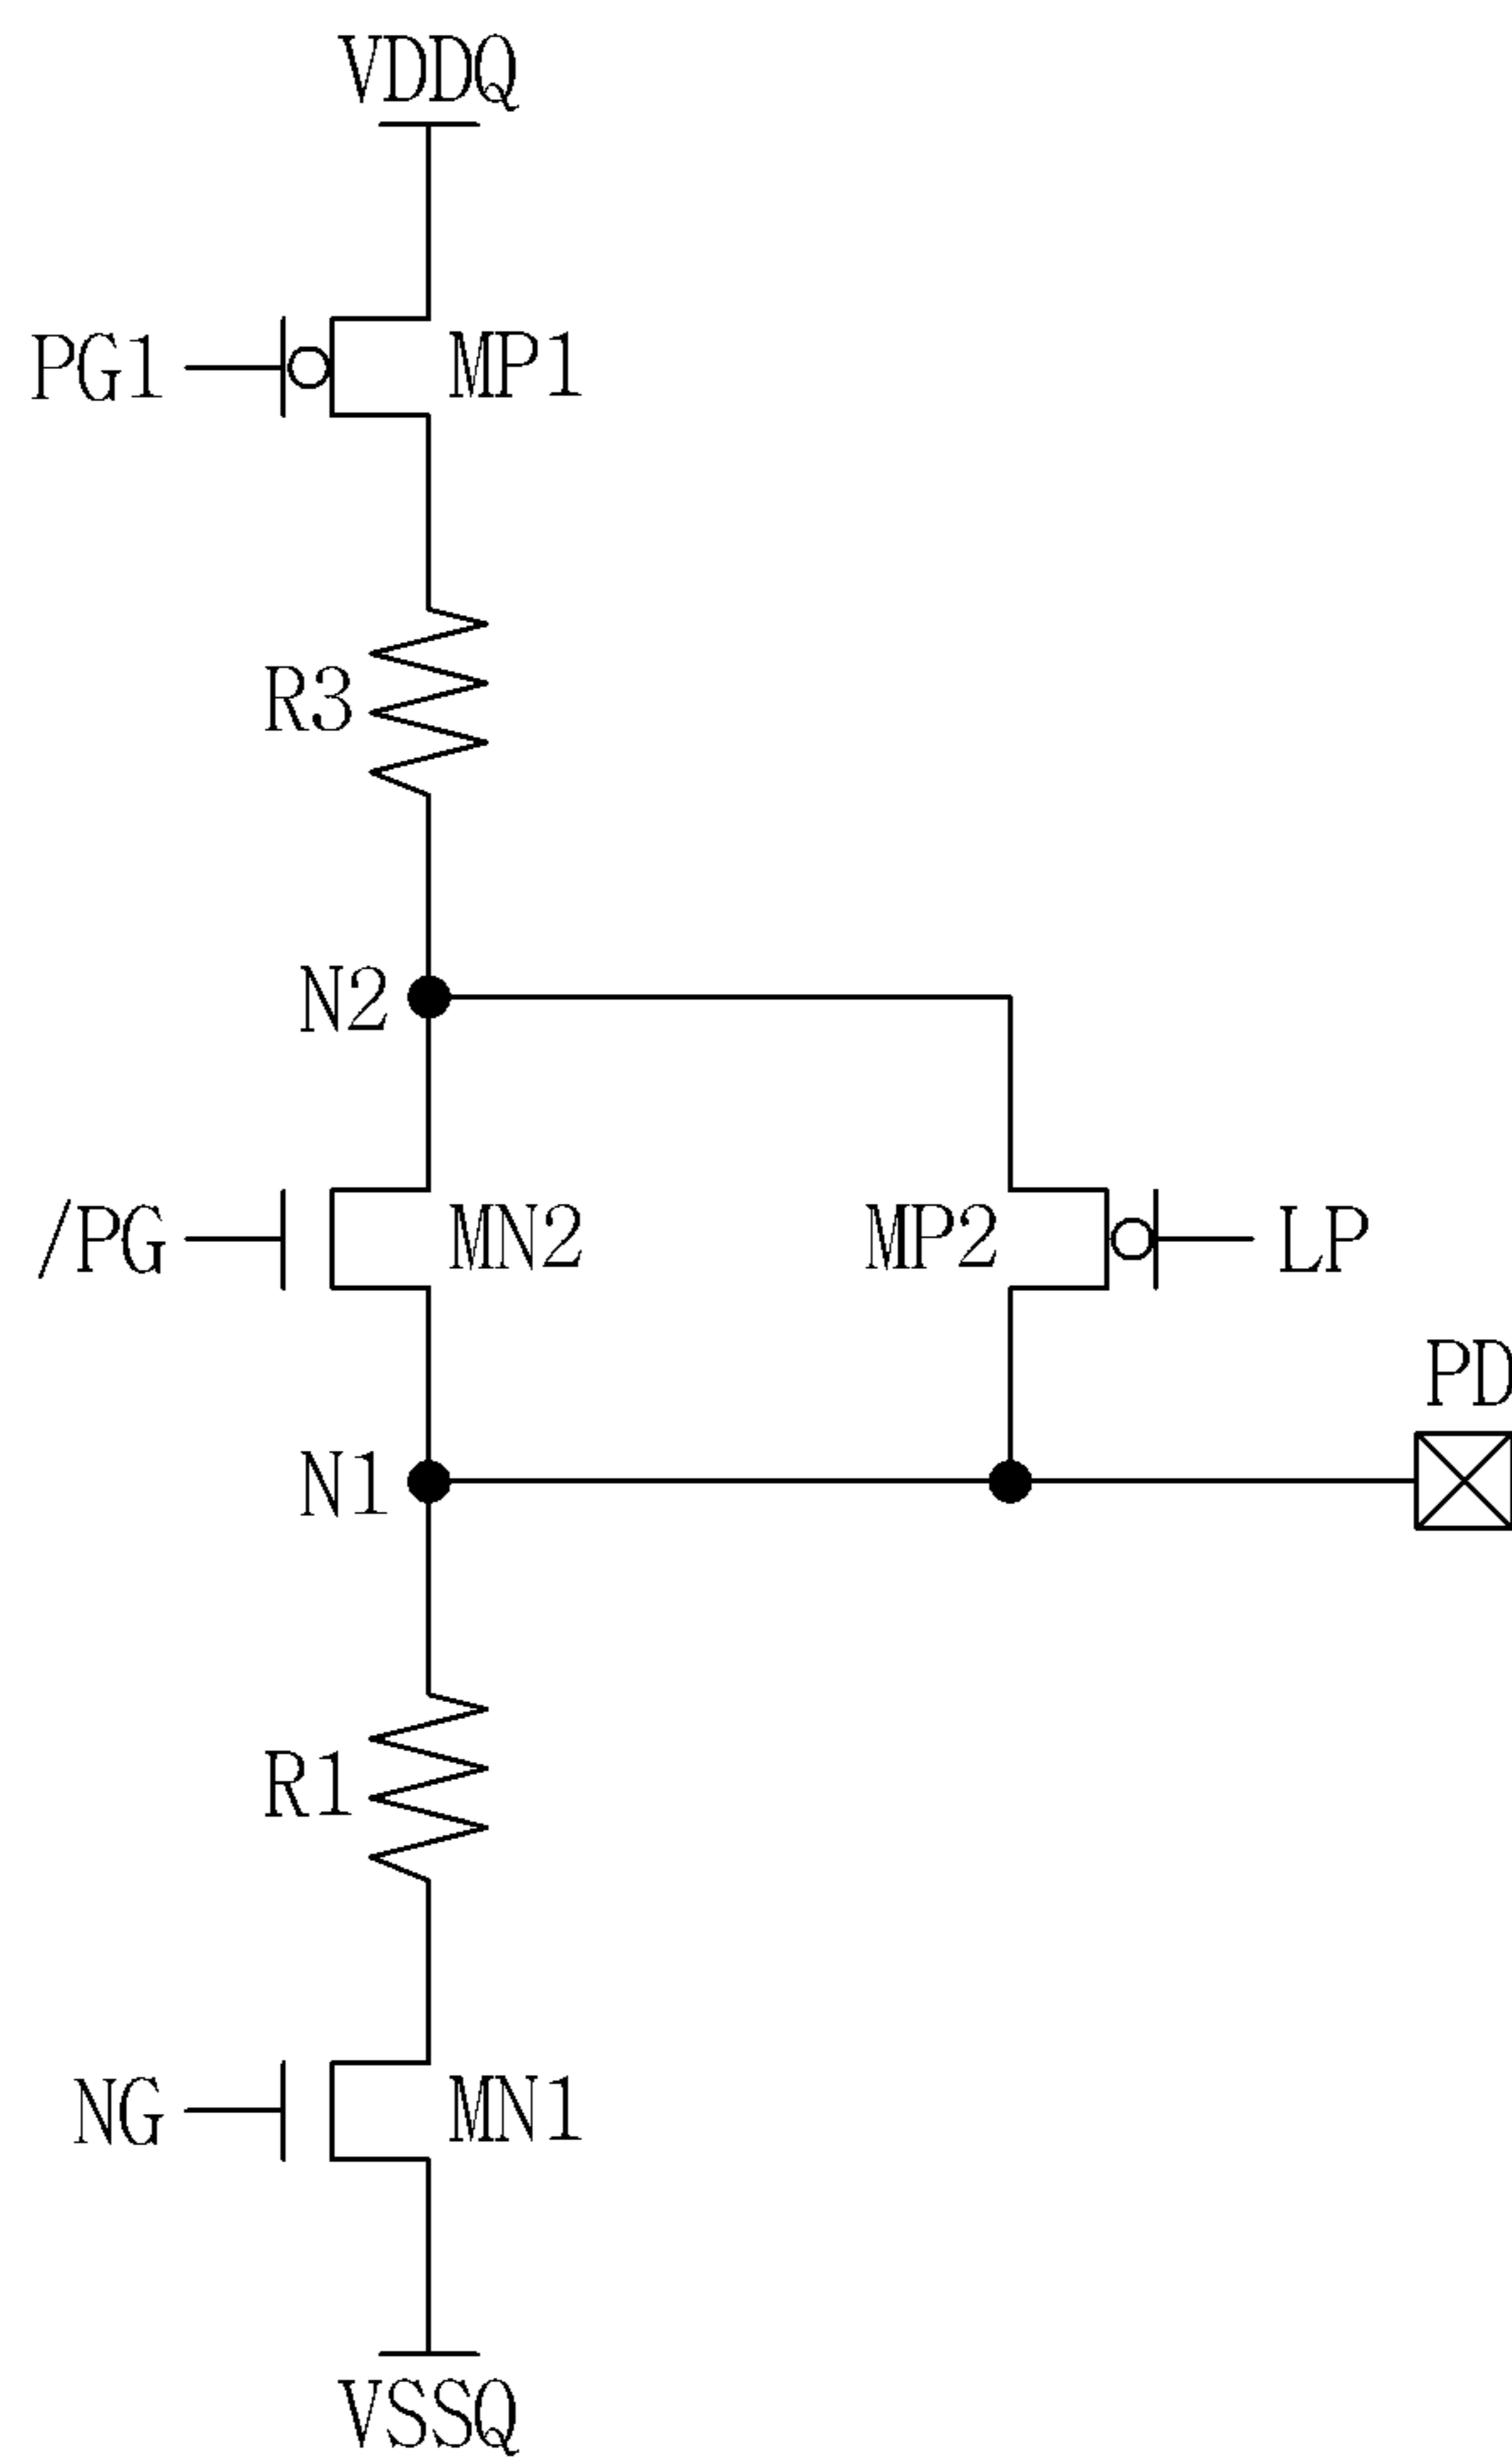 VDDQ
PG1
MP1
R3
N2
/PG
MN2
MP2
LP
PD
N1
R1
NG
MN1
VSSQ